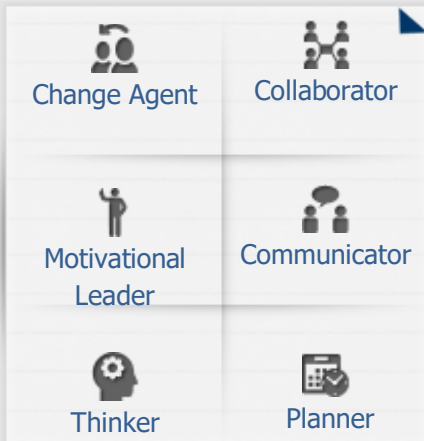 Change Agent
Collaborator
Motivational
Leader
Communicator
Thinker
Planner